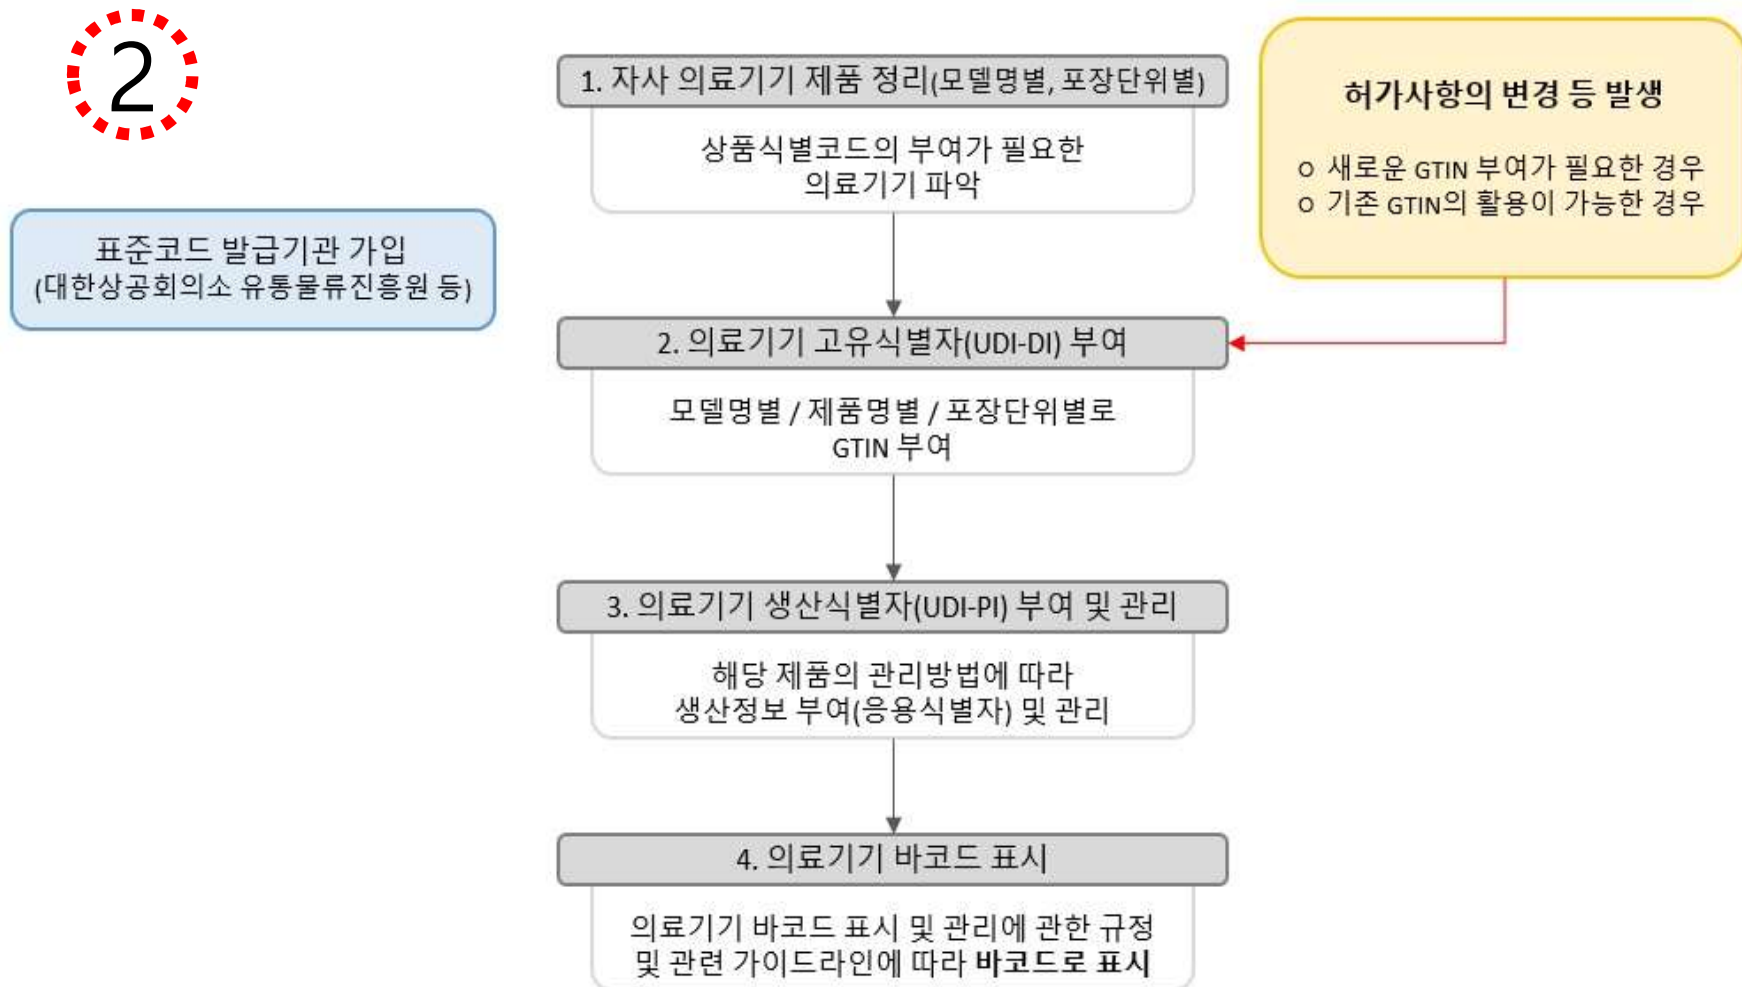 2
1. 자사 의료기기 제품 정리(모델명별, 포장단위별)
상품식별코드의 부여가 필요한
의료기기 파악
허가사항의 변경 등 발생
ㅇ 새로운 GTIN 부여가 필요한 경우
ㅇ 기존 GTIN의 활용이 가능한 경우
표준코드 발급기관 가입
(대한상공회의소 유통물류진흥원 등)
2. 의료기기 고유식별자(UDI-DI) 부여
모델명별 / 제품명별 / 포장단위별로
GTIN 부여
3. 의료기기 생산식별자(UDI-PI) 부여 및 관리
해당 제품의 관리방법에 따라
생산정보 부여(응용식별자) 및 관리
4. 의료기기 바코드 표시
의료기기 바코드 표시 및 관리에 관한 규정
및 관련 가이드라인에 따라 바코드로 표시